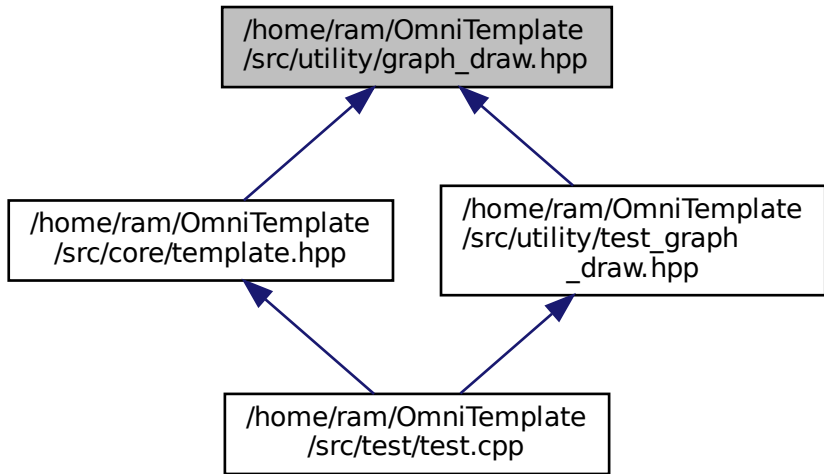 /home/ram/OmniTemplate
/src/utility/graph_draw.hpp
/home/ram/OmniTemplate
/src/core/template.hpp
/home/ram/OmniTemplate
/src/utility/test_graph
_draw.hpp
/home/ram/OmniTemplate
/src/test/test.cpp